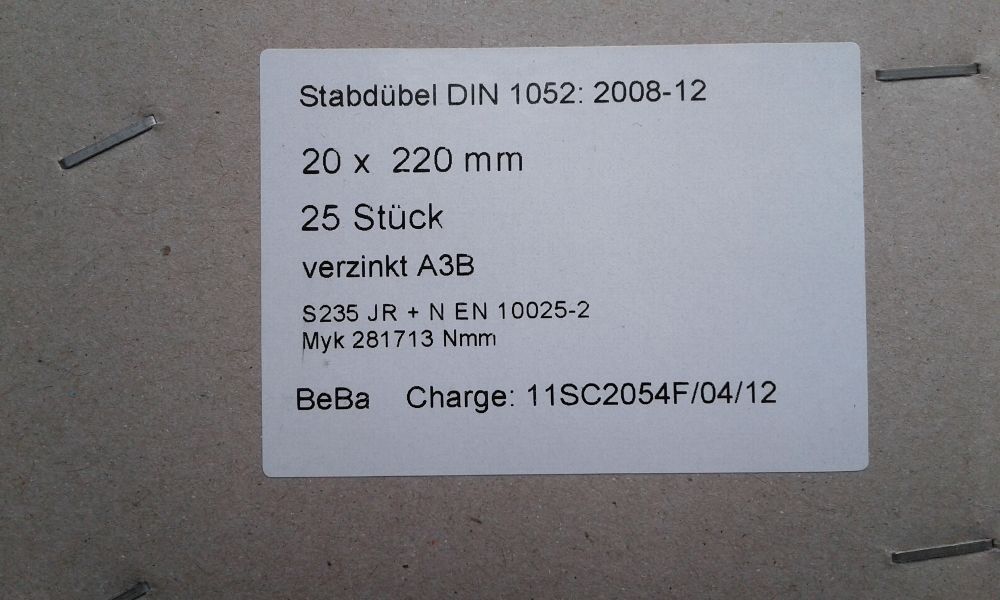 Stabdübel DIN 1052: 2008-12
20 x 220 mm
25 Stück
verzinkt A3B
S235 JR + N EN 10025-2
Myk 281713 Nmm
BeBa Charge: 11SC2054F/04/12